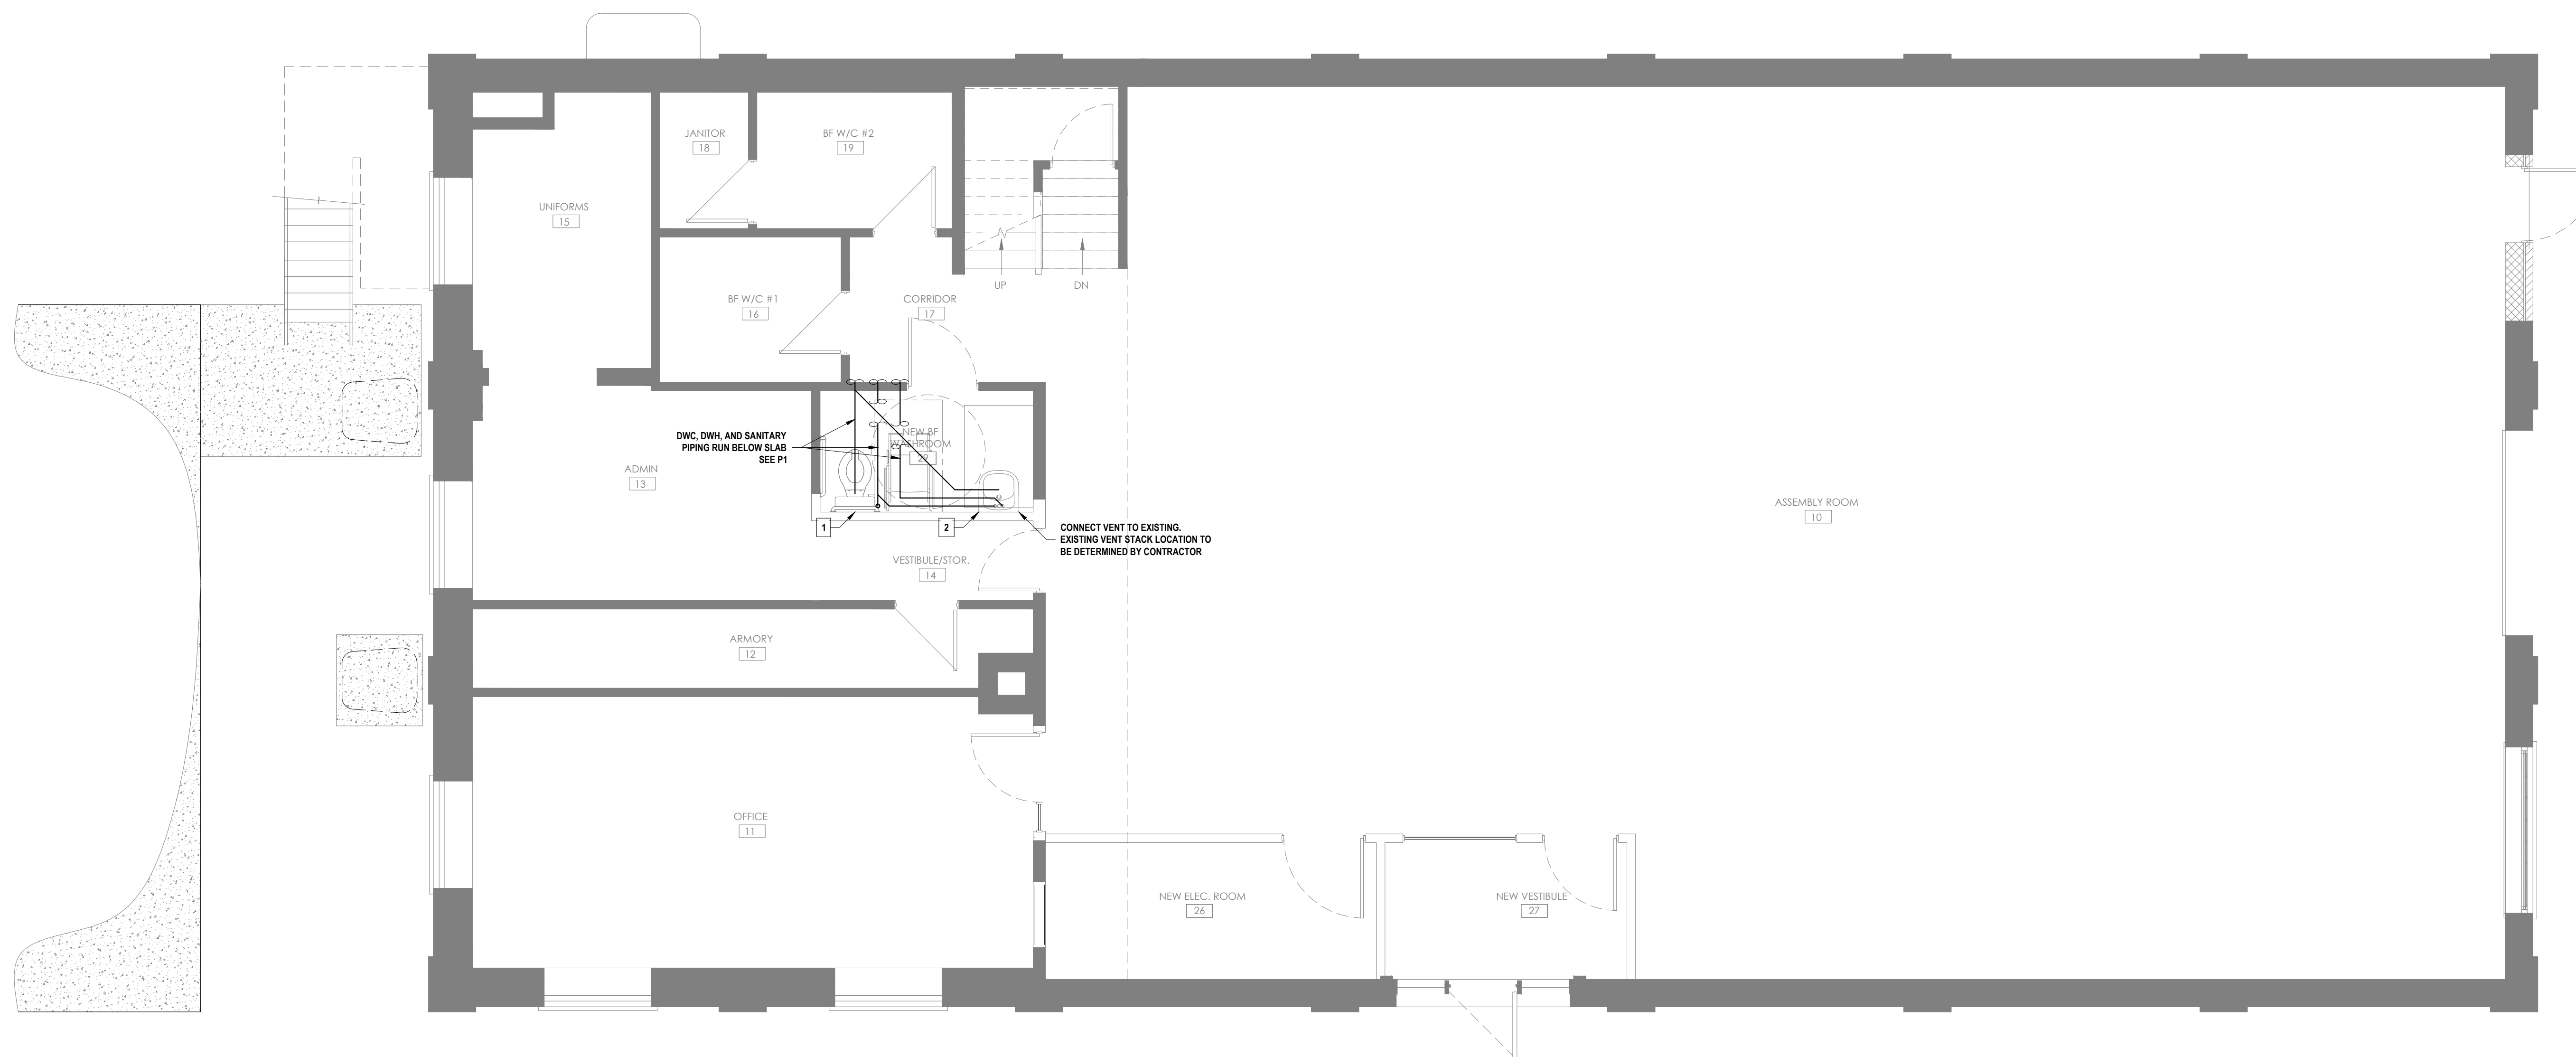 JANITOR
18
BF W/C #2
19
UNIFORMS
15
BF W/C #1
16
CORRIDOR
17
UP
DN
DWC, DWH, AND SANITARY
PIPING RUN BELOW SLAB
SEE P1
NEW BF
WASHROOM
29
ADMIN
13
ASSEMBLY ROOM
10
1
2
CONNECT VENT TO EXISTING.
EXISTING VENT STACK LOCATION TO
BE DETERMINED BY CONTRACTOR
VESTIBULE/STOR.
14
ARMORY
12
OFFICE
11
NEW ELEC. ROOM
26
NEW VESTIBULE
27